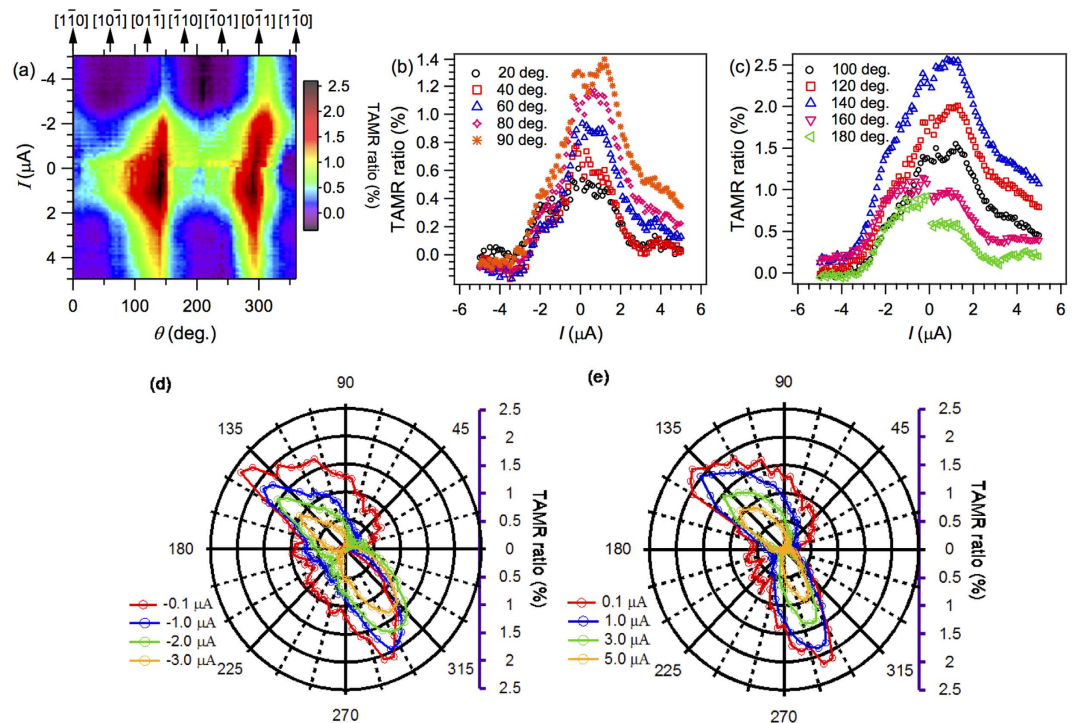 [11̄0] [101̄] [011̄] [1̄10] [1̄01] [01̄1] [11̄0]
(a)
-4
-2
0
2
4
I (μA)
0 100 200 300
θ (deg.)
2.5
2.0
1.5
1.0
0.5
0.0
TAMR ratio (%)
(b)
20 deg.
40 deg.
60 deg.
80 deg.
90 deg.
1.4
1.2
1.0
0.8
0.6
0.4
0.2
0.0
TAMR ratio (%)
-6 -4 -2 0 2 4 6
I (μA)
(c)
100 deg.
120 deg.
140 deg.
160 deg.
180 deg.
2.5
2.0
1.5
1.0
0.5
0.0
TAMR ratio (%)
-6 -4 -2 0 2 4 6
I (μA)
(d)
90
135 45
180
225 315
270
-0.1 μA
-1.0 μA
-2.0 μA
-3.0 μA
2.5
2
1.5
1
0.5
0
0.5
1
1.5
2
2.5
TAMR ratio (%)
(e)
90
135 45
180
225 315
270
0.1 μA
1.0 μA
3.0 μA
5.0 μA
2.5
2
1.5
1
0.5
0
0.5
1
1.5
2
2.5
TAMR ratio (%)